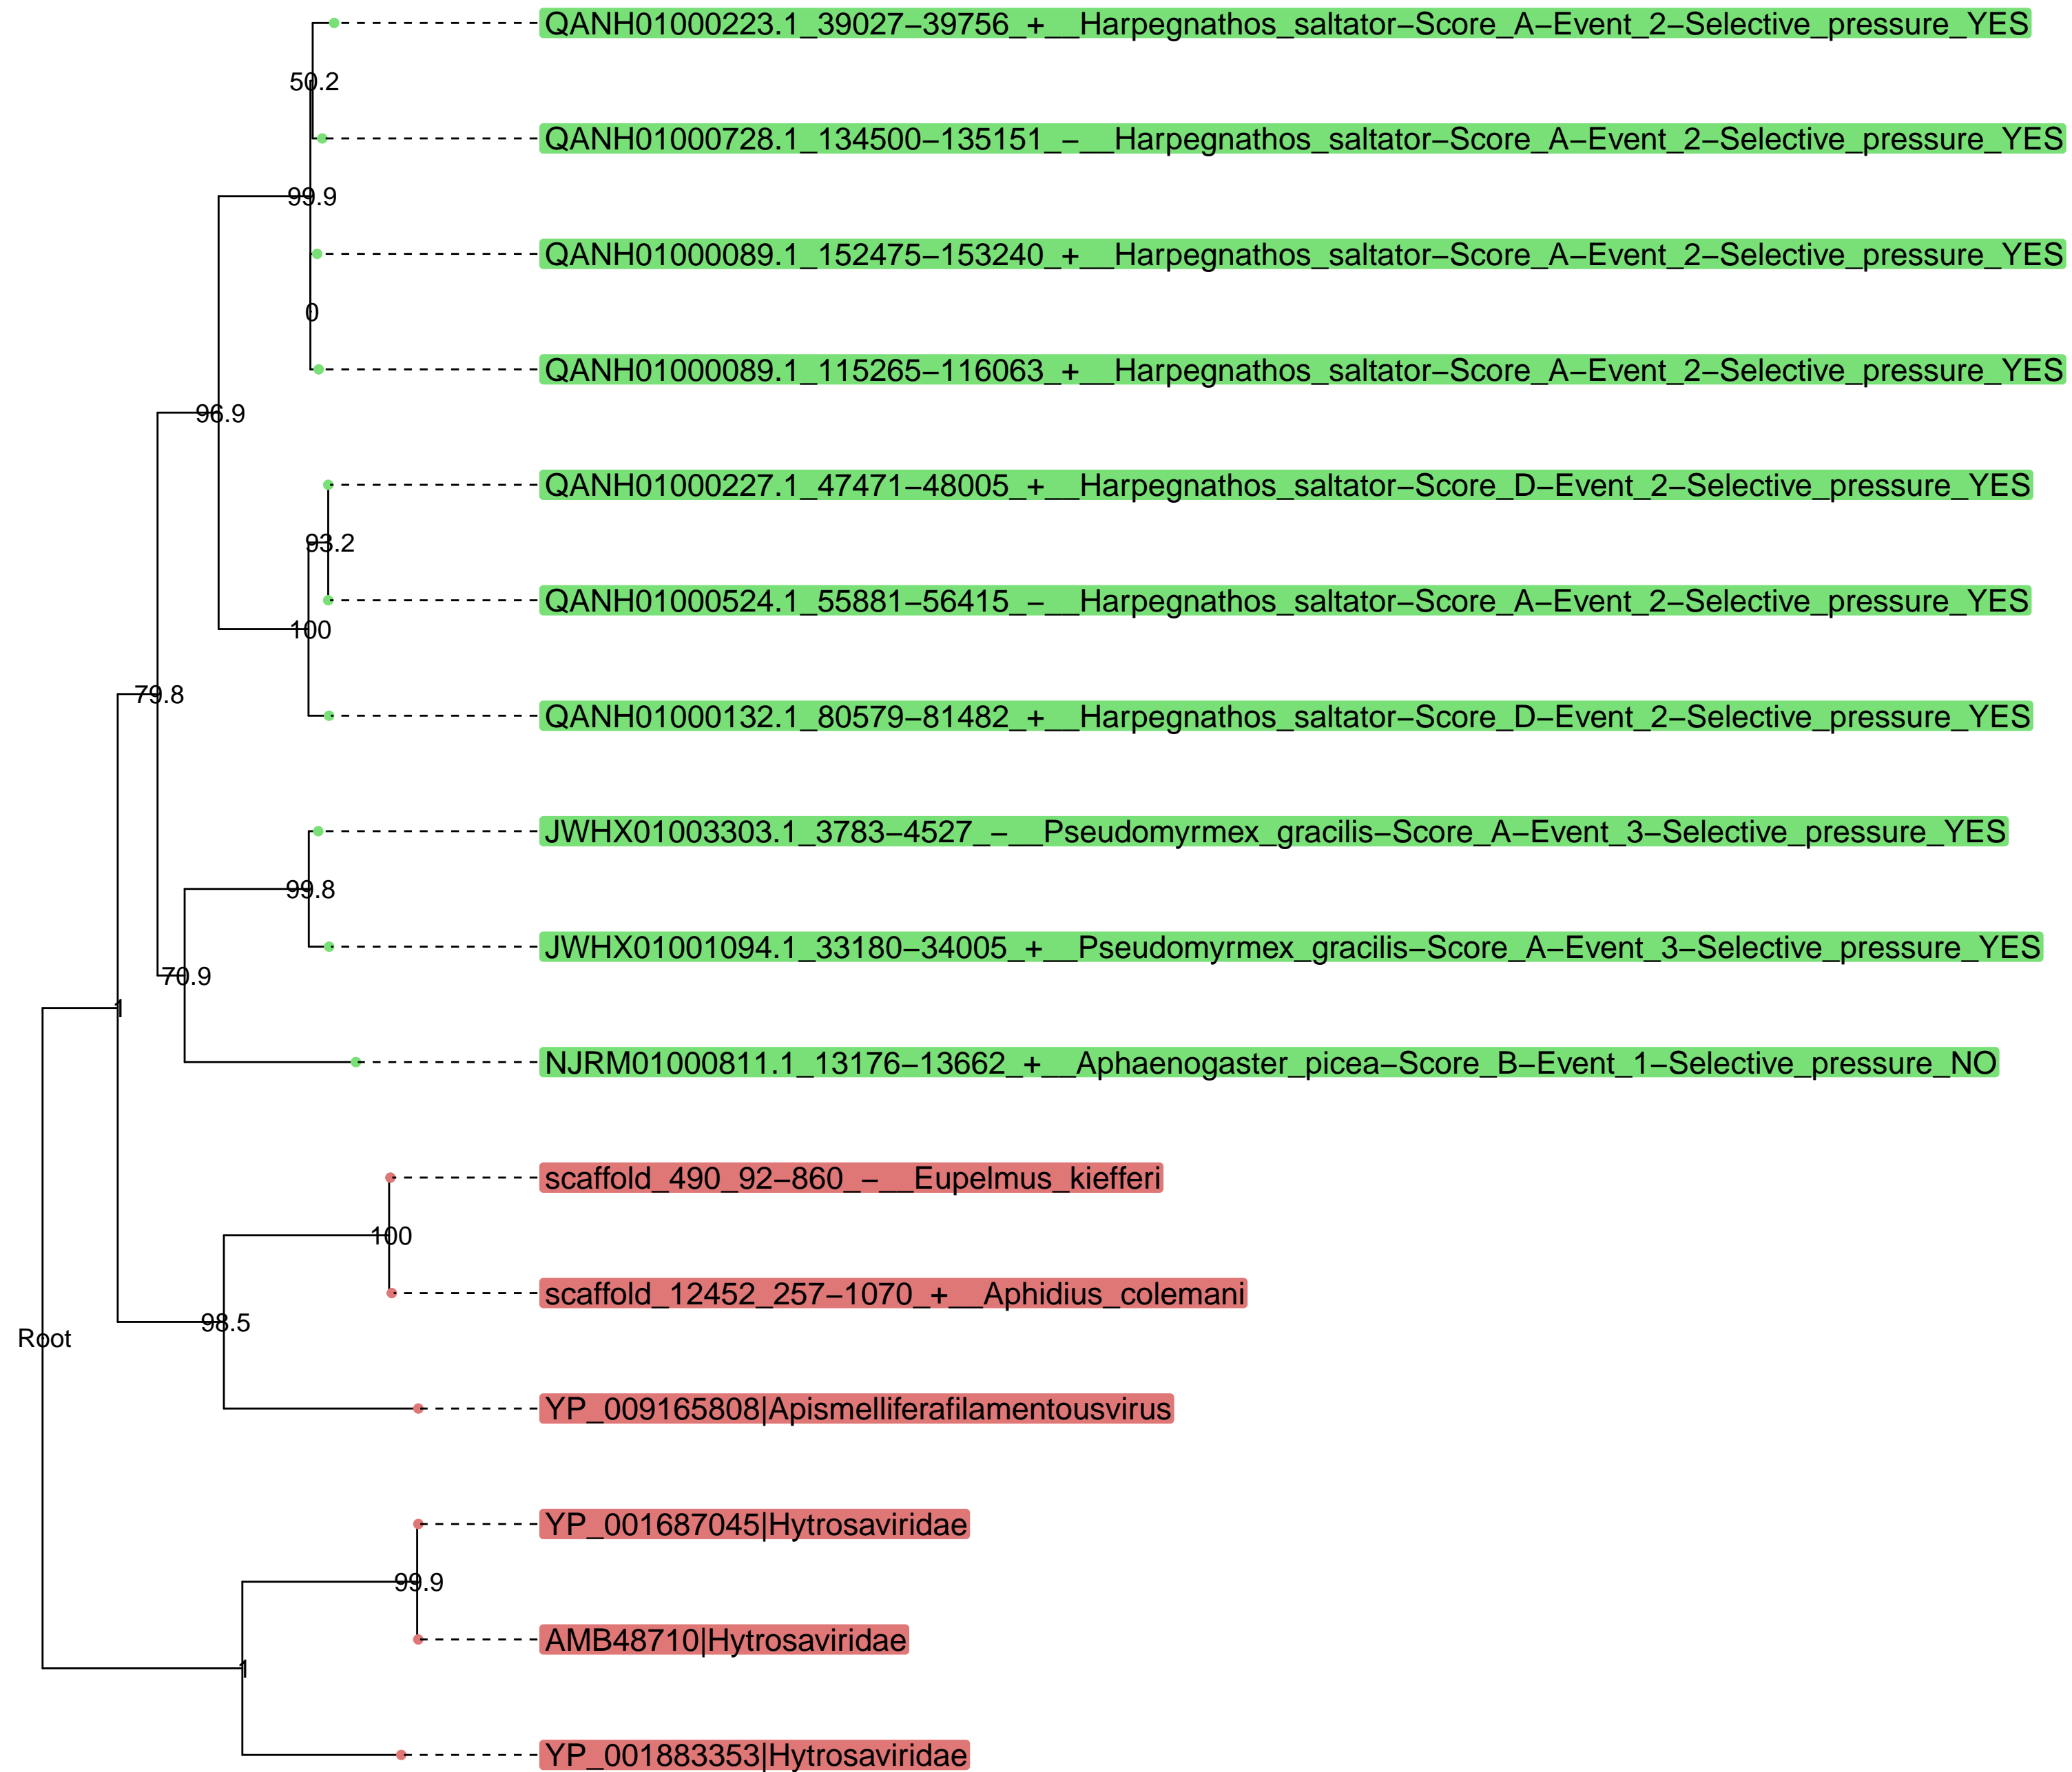 QANH01000223.1_39027−39756_+__Harpegnathos_saltator−Score_A−Event_2−Selective_pressure_YES
50.2
QANH01000728.1_134500−135151_−__Harpegnathos_saltator−Score_A−Event_2−Selective_pressure_YES
99.9
QANH01000089.1_152475−153240_+__Harpegnathos_saltator−Score_A−Event_2−Selective_pressure_YES
0
QANH01000089.1_115265−116063_+__Harpegnathos_saltator−Score_A−Event_2−Selective_pressure_YES
96.9
QANH01000227.1_47471−48005_+__Harpegnathos_saltator−Score_D−Event_2−Selective_pressure_YES
93.2
QANH01000524.1_55881−56415_−__Harpegnathos_saltator−Score_A−Event_2−Selective_pressure_YES
100
79.8
QANH01000132.1_80579−81482_+__Harpegnathos_saltator−Score_D−Event_2−Selective_pressure_YES
JWHX01003303.1_3783−4527_−__Pseudomyrmex_gracilis−Score_A−Event_3−Selective_pressure_YES
99.8
JWHX01001094.1_33180−34005_+__Pseudomyrmex_gracilis−Score_A−Event_3−Selective_pressure_YES
70.9
1
NJRM01000811.1_13176−13662_+__Aphaenogaster_picea−Score_B−Event_1−Selective_pressure_NO
scaffold_490_92−860_−__Eupelmus_kiefferi
100
scaffold_12452_257−1070_+__Aphidius_colemani
98.5
Root
YP_009165808|Apismelliferafilamentousvirus
YP_001687045|Hytrosaviridae
99.9
AMB48710|Hytrosaviridae
1
YP_001883353|Hytrosaviridae